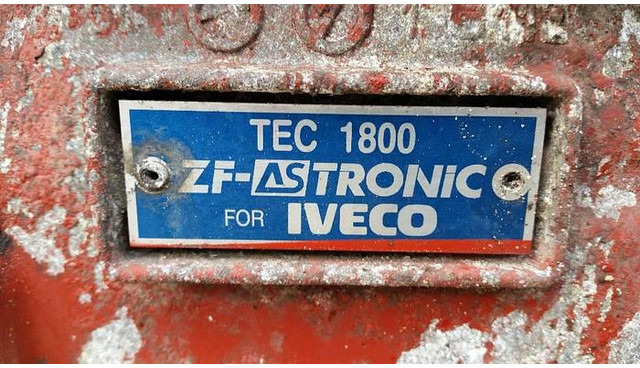 TEC 1800
ZF-ASTRONiC
FOR IVECO